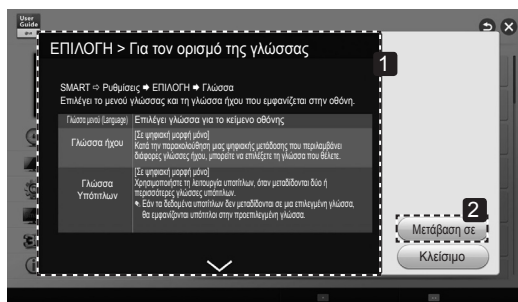 User
Guide
1
ΕΠΙΛΟΓΗ > Για τον ορισμό της γλώσσας
SMART ⇨ Ρυθμίσεις ➡ ΕΠΙΛΟΓΗ ➡ Γλώσσα
Επιλέγει το μενού γλώσσας και τη γλώσσα ήχου που εμφανίζεται στην οθόνη.
Γλώσσα μενού (Language) Επιλέγει γλώσσα για το κείμενο οθόνης
Γλώσσα ήχου
[Σε ψηφιακή μορφή μόνο]
Κατά την παρακολούθηση μιας ψηφιακής μετάδοσης που περιλαμβάνει
διάφορες γλώσσες ήχου, μπορείτε να επιλέξετε τη γλώσσα που θέλετε.
Γλώσσα
Υπότιτλων
[Σε ψηφιακή μορφή μόνο]
Χρησιμοποιήστε τη λειτουργία υποτίτλων, όταν μεταδίδονται δύο ή
περισσότερες γλώσσες υπότιτλων.
Εάν τα δεδομένα υποτίτλων δεν μεταδίδονται σε μια επιλεγμένη γλώσσα,
θα εμφανίζονται υπότιτλοι στην προεπιλεγμένη γλώσσα.
2
Μετάβαση σε
Κλείσιμο